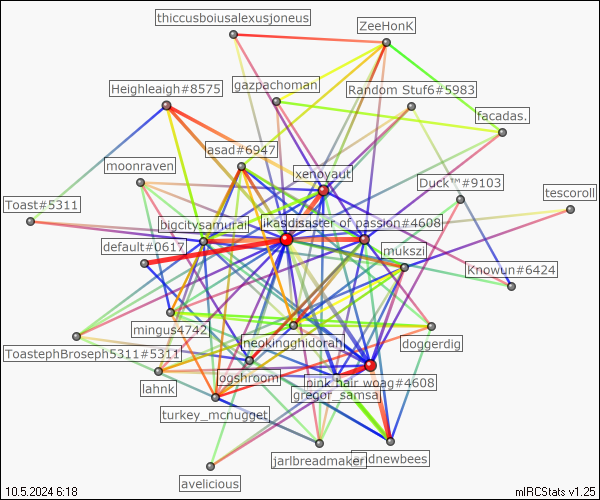 thiccusboiusalexusjoneus
ZeeHonK
gazpachoman
Heighleaigh#8575
Random Stuf6#5983
facadas.
asad#6947
moonraven
xenoyaut
Duck™#9103
tescoroll
Toast#5311
bigcitysamurai
ikasdisaster of passion#4608
default#0617
mukszi
Knowun#6424
mingus4742
neokingghidorah
doggerdig
ToastephBroseph5311#5311
ogshroom
lahnk
pink hair woag#4608
gregor_samsa
turkey_mcnugget
jarlbreadmaker
dnewbees
avelicious
10.5.2024 6:18
mIRCStats v1.25